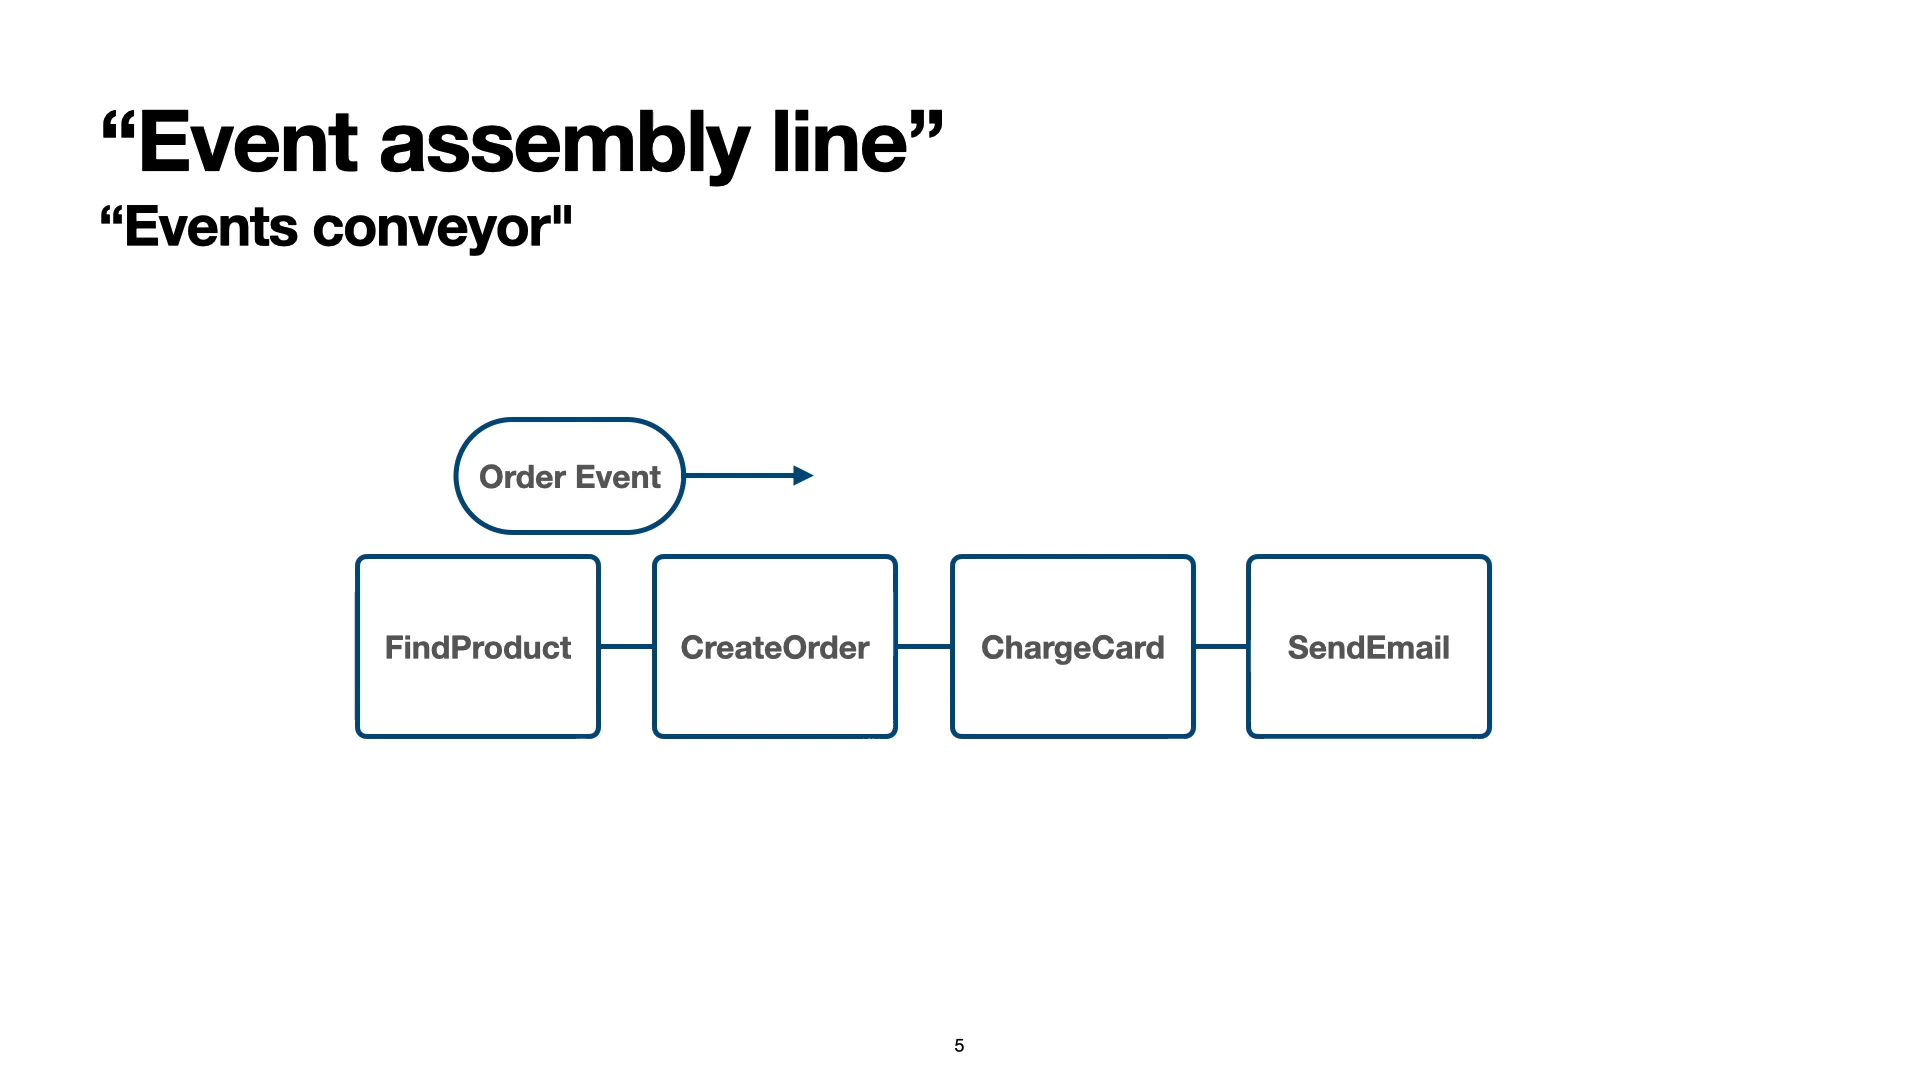 “Event assembly line”
“Events conveyor"
Order Event
FindProduct
CreateOrder
ChargeCard
SendEmail
5